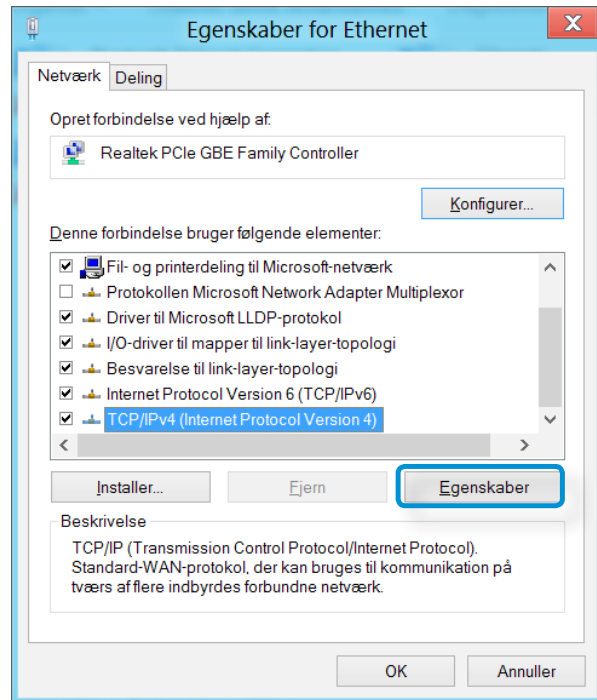 Egenskaber for Ethernet
Netværk
Deling
Opret forbindelse ved hjælp af:
Realtek PCIe GBE Family Controller
Konfigurer...
Denne forbindelse bruger følgende elementer:
Fil- og printerdeling til Microsoft-netværk
Protokollen Microsoft Network Adapter Multiplexor
Driver til Microsoft LLDP-protokol
I/O-driver til mapper til link-layer-topologi
Besvarelse til link-layer-topologi
Internet Protocol Version 6 (TCP/IPv6)
TCP/IPv4 (Internet Protocol Version 4)
Installer...
Fjern
Egenskaber
Beskrivelse
TCP/IP (Transmission Control Protocol/Internet Protocol).
Standard-WAN-protokol, der kan bruges til kommunikation på
tværs af flere indbyrdes forbundne netværk.
OK
Annuller